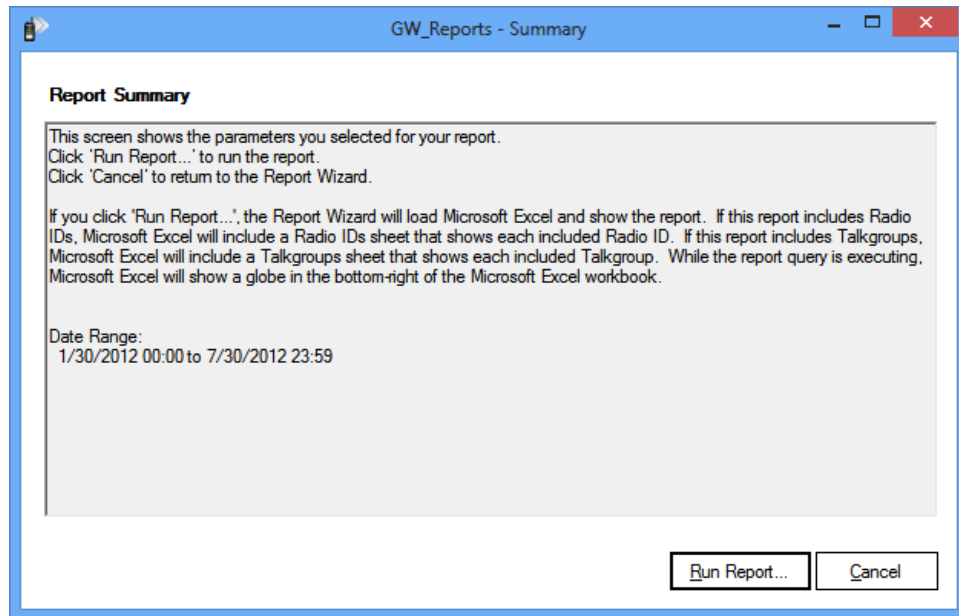 GW_Reports - Summary
Report Summary
This screen shows the parameters you selected for your report.
Click 'Run Report...' to run the report.
Click 'Cancel' to return to the Report Wizard.
If you click 'Run Report...', the Report Wizard will load Microsoft Excel and show the report.  If this report includes Radio
IDs, Microsoft Excel will include a Radio IDs sheet that shows each included Radio ID.  If this report includes Talkgroups,
Microsoft Excel will include a Talkgroups sheet that shows each included Talkgroup.  While the report query is executing,
Microsoft Excel will show a globe in the bottom-right of the Microsoft Excel workbook.
Date Range:
1/30/2012 00:00 to 7/30/2012 23:59
Run Report...
Cancel